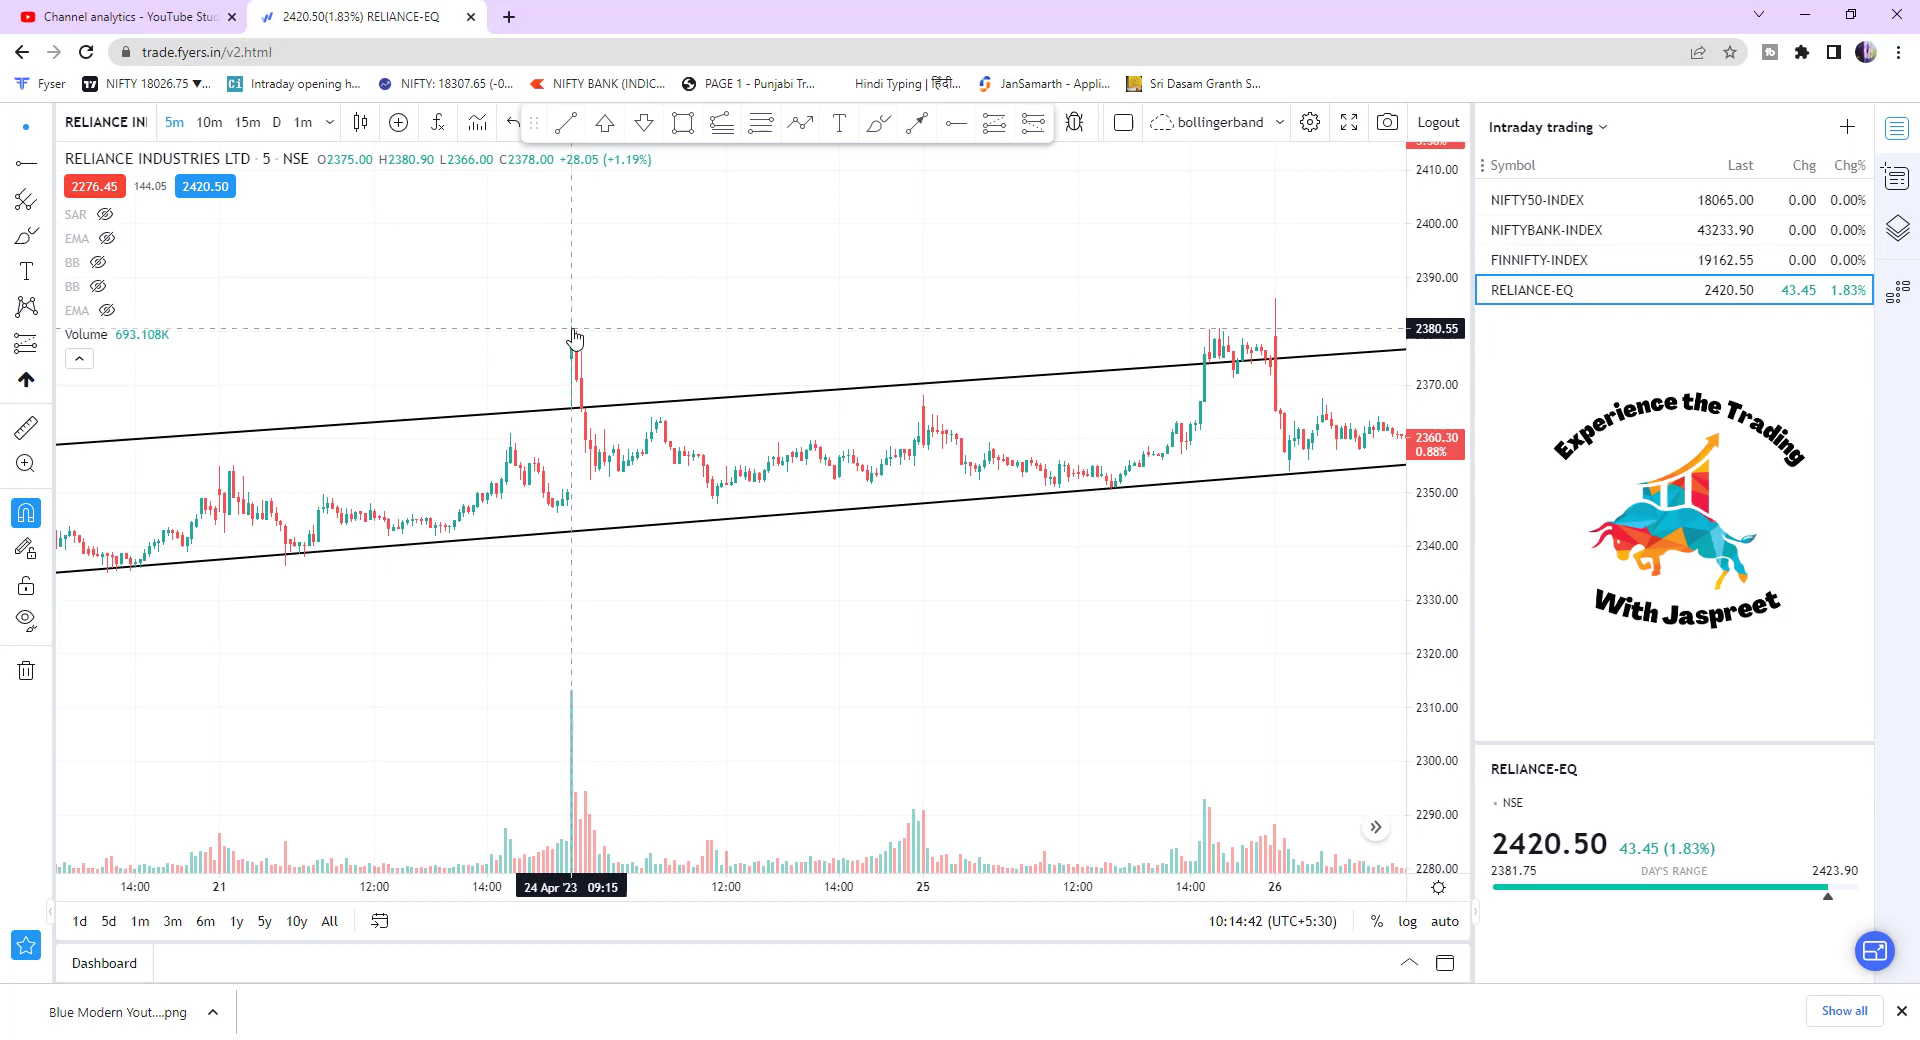 Channel analytics - YouTube Stud
2420.50(1.83%) RELIANCE-EQ
trade.fyers.in/v2.html
Fyser
NIFTY 18026.75 ▼...
Intraday opening h...
NIFTY: 18307.65 (-0...
NIFTY BANK (INDIC...
PAGE 1 - Punjabi Tr...
Hindi Typing | हिंदी...
JanSamarth - Appli...
Sri Dasam Granth S...
RELIANCE IN
5m 10m 15m D 1m
bollingerband
Logout
RELIANCE INDUSTRIES LTD · 5 · NSE O2375.00 H2380.90 L2366.00 C2378.00 +28.05 (+1.19%)
2276.45 144.05 2420.50
SAR
EMA
BB
BB
EMA
Volume 693.108K
2410.00
2400.00
2390.00
2380.55
2370.00
2360.30
0.88%
2350.00
2340.00
2330.00
2320.00
2310.00
2300.00
2290.00
2280.00
14:00 21 12:00 14:00 24 Apr '23 09:15 12:00 14:00 25 12:00 14:00 26
1d 5d 1m 3m 6m 1y 5y 10y All
10:14:42 (UTC+5:30) % log auto
Dashboard
Intraday trading
Symbol Last Chg Chg%
NIFTY50-INDEX 18065.00 0.00 0.00%
NIFTYBANK-INDEX 43233.90 0.00 0.00%
FINNIFTY-INDEX 19162.55 0.00 0.00%
RELIANCE-EQ 2420.50 43.45 1.83%
Experience the Trading
With Jaspreet
RELIANCE-EQ
• NSE
2420.50 43.45 (1.83%)
2381.75 DAY'S RANGE 2423.90
Blue Modern Yout....png
Show all